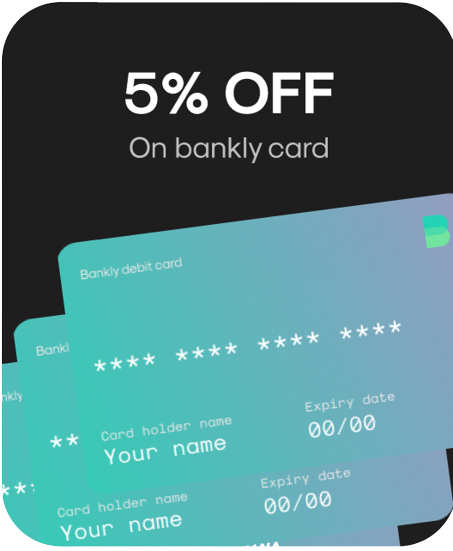 5% OFF
On bankly card
Bankly debit card
**** **** **** ****
Card holder name
Your name
Expiry date
00/00
Bankl
**
Card holder name
Your name
Expiry date
00/00
nkly